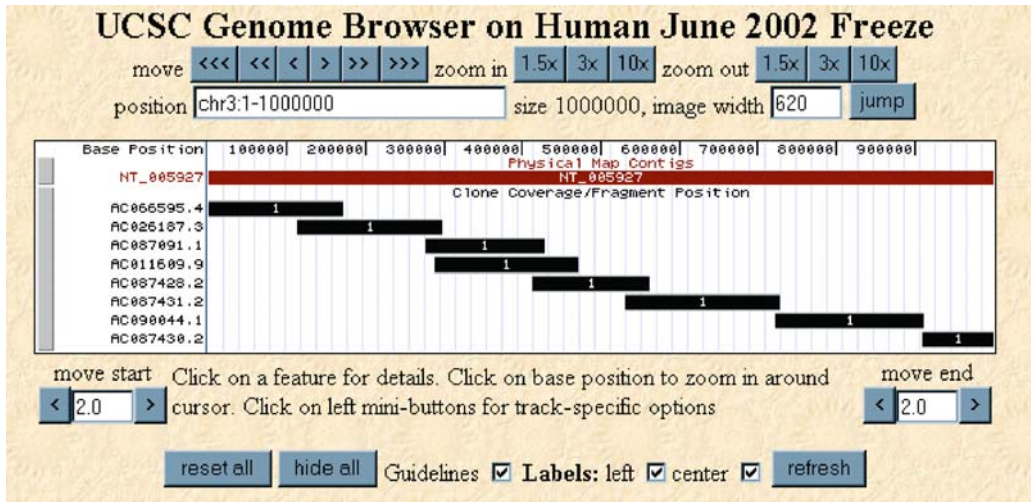 UCSC Genome Browser on Human June 2002 Freeze
move <<< << < > >> >>> zoom in 1.5x 3x 10x zoom out 1.5x 3x 10x
position chr3:1-1000000 size 1000000, image width 620 jump
Base Position 100000| 200000| 300000| 400000| 500000| 600000| 700000| 800000| 900000|
Physical Map Contigs
NT_005927 NT_005927
Clone Coverage/Fragment Position
AC066595.4 1
AC026187.3 1
AC087091.1 1
AC011609.9 1
AC087428.2 1
AC087431.2 1
AC090044.1 1
AC087430.2 1
move start Click on a feature for details. Click on base position to zoom in around move end
< 2.0 > cursor. Click on left mini-buttons for track-specific options < 2.0 >
reset all hide all Guidelines Labels: left center refresh